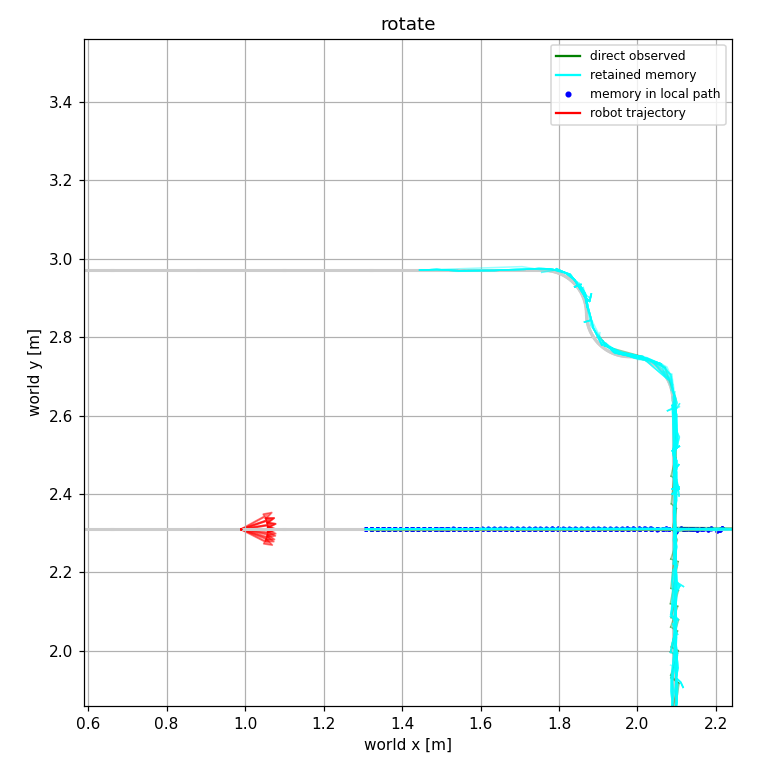 rotate
direct observed
retained memory
memory in local path
robot trajectory
world y [m]
3.4
3.2
3.0
2.8
2.6
2.4
2.2
2.0
0.6 0.8 1.0 1.2 1.4 1.6 1.8 2.0 2.2
world x [m]